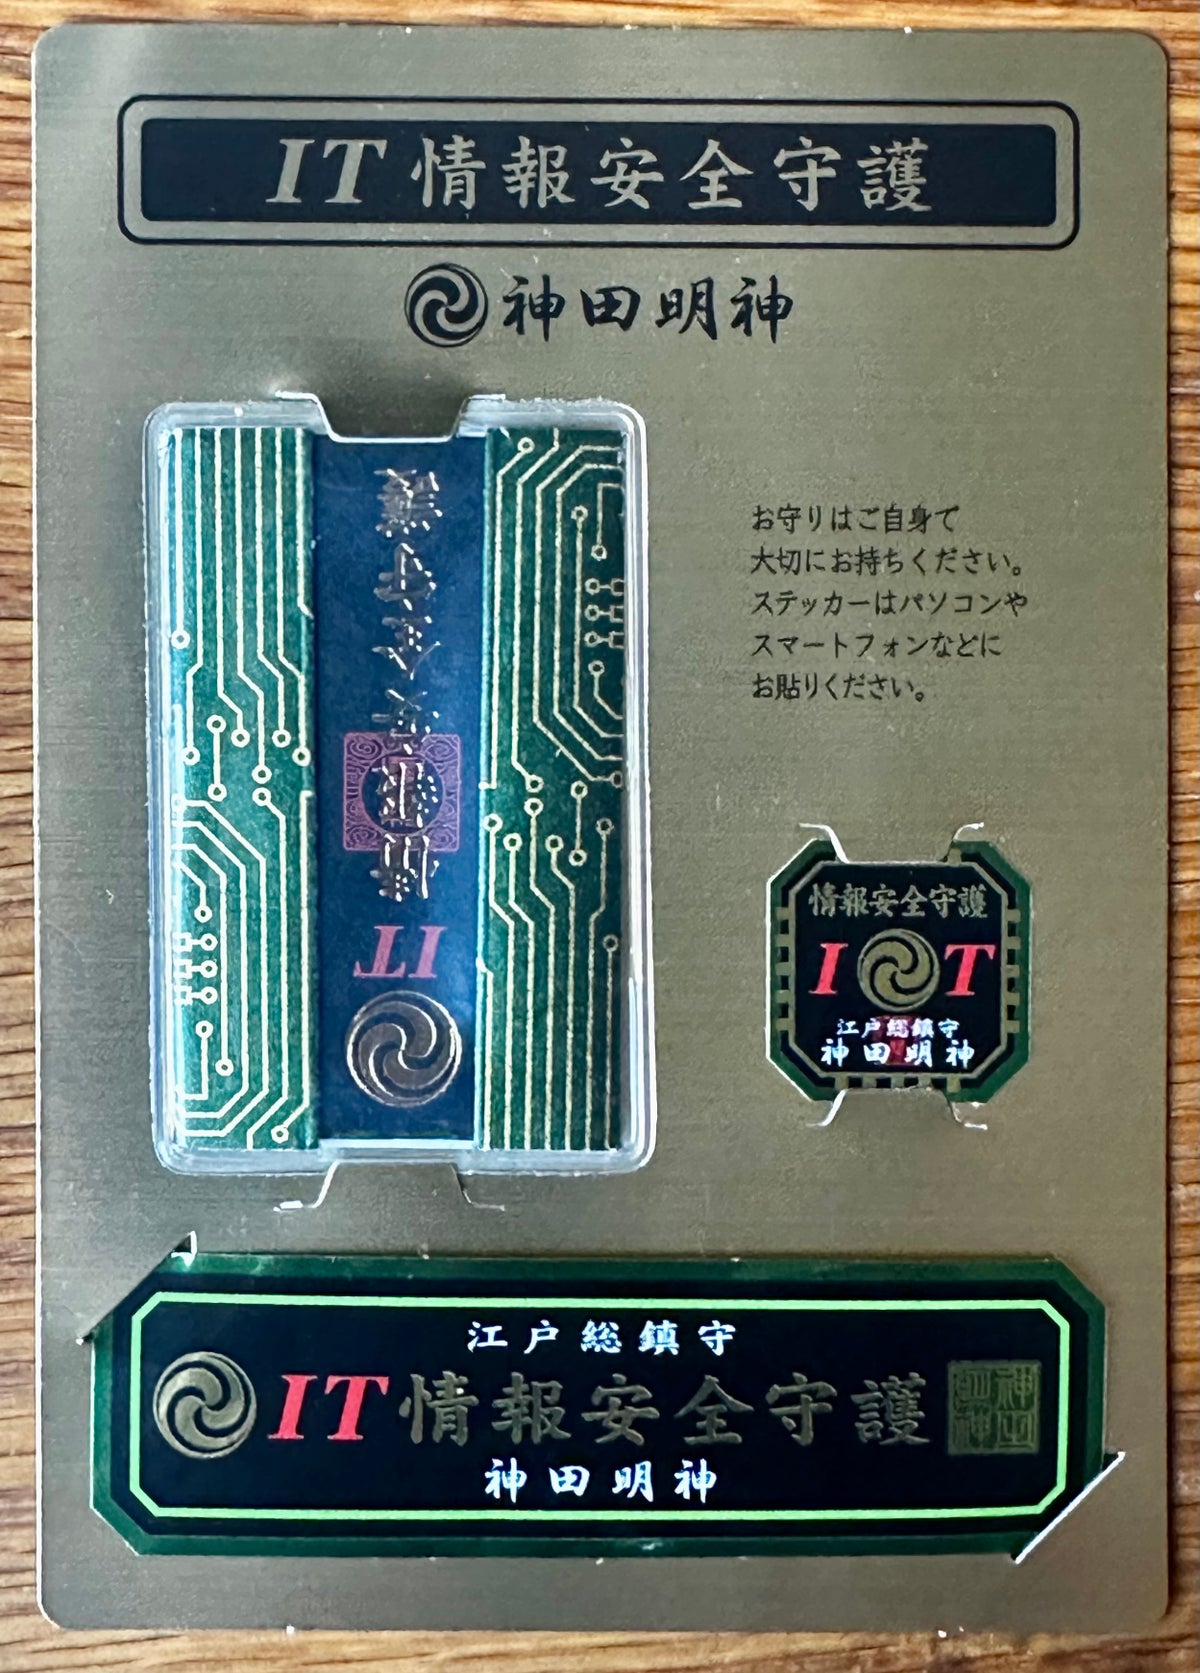 IT情報安全守護
神田明神
お守りはご自身で
大切にお持ちください。
ステッカーはパソコンや
スマートフォンなどに
お貼りください。
IT情報安全守護
情報安全守護
IT
江戸総鎮守
神田明神
江戸総鎮守
IT情報安全守護
神田明神
神田明神